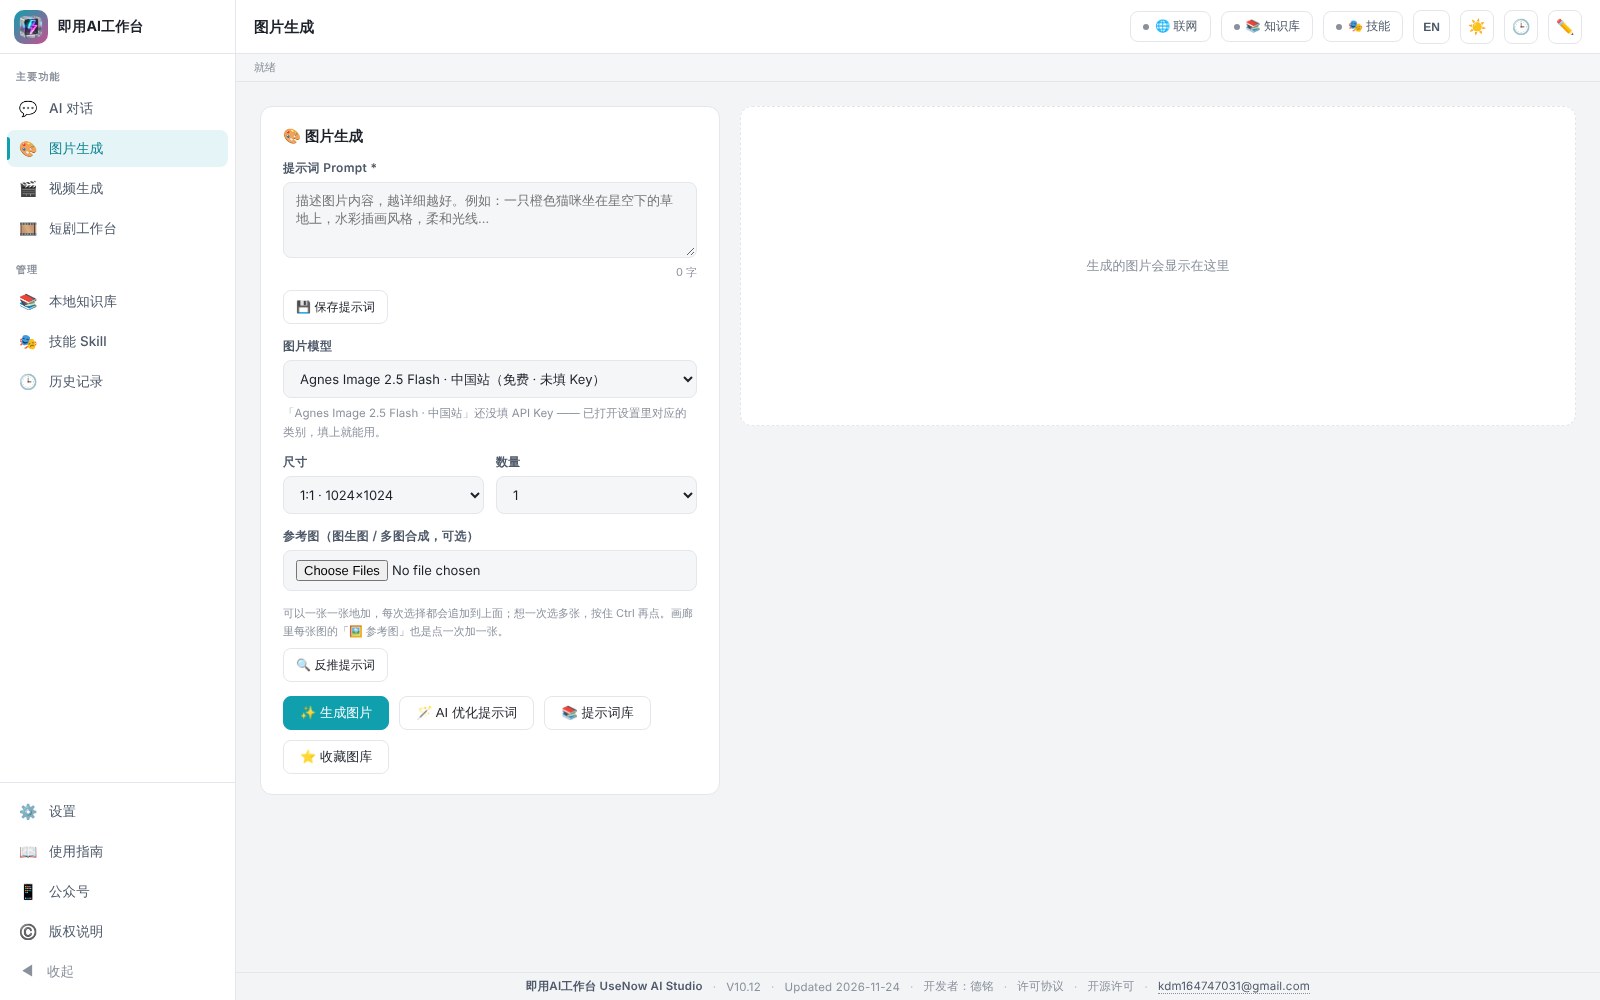 即用AI工作台
主要功能
💬 AI 对话
🎨 图片生成
🎬 视频生成
🎞️ 短剧工作台
管理
📚 本地知识库
🎭 技能 Skill
🕒 历史记录
⚙️ 设置
📖 使用指南
📱 公众号
© 版权说明
◀ 收起
图片生成
🌐 联网
📚 知识库
🎭 技能
EN
就绪
🎨 图片生成
提示词 Prompt *
描述图片内容，越详细越好。例如：一只橙色猫咪坐在星空下的草
地上，水彩插画风格，柔和光线...
0 字
💾 保存提示词
图片模型
Agnes Image 2.5 Flash · 中国站（免费 · 未填 Key）
「Agnes Image 2.5 Flash · 中国站」还没填 API Key —— 已打开设置里对应的
类别，填上就能用。
尺寸
数量
1:1 · 1024×1024
1
参考图（图生图 / 多图合成，可选）
Choose Files No file chosen
可以一张一张地加，每次选择都会追加到上面；想一次选多张，按住 Ctrl 再点。画廊
里每张图的「🖼️ 参考图」也是点一次加一张。
🔍 反推提示词
✨ 生成图片
🪄 AI 优化提示词
📚 提示词库
⭐ 收藏图库
生成的图片会显示在这里
即用AI工作台 UseNow AI Studio · V10.12 · Updated 2026-11-24 · 开发者：德铭 · 许可协议 · 开源许可 · kdm164747031@gmail.com